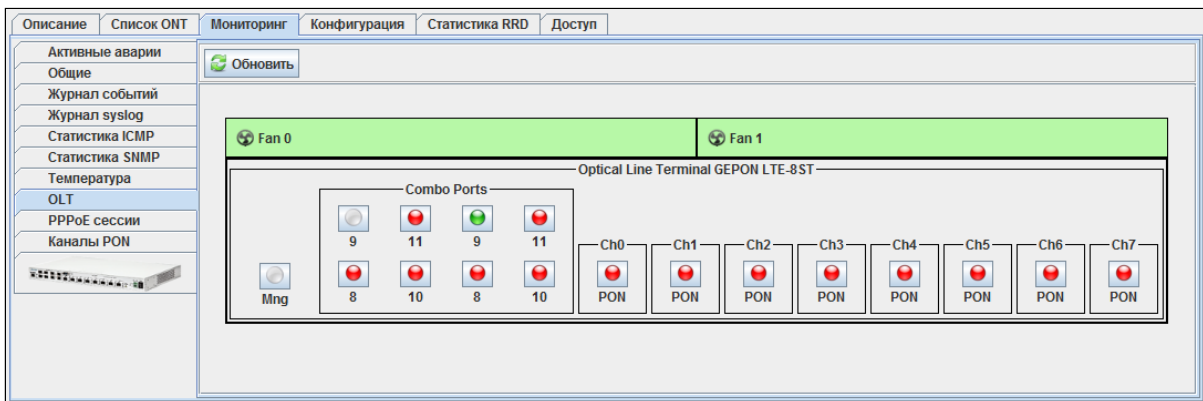 Описание Список ONT Мониторинг Конфигурация Статистика RRD Доступ
Активные аварии
Общие
Журнал событий
Журнал syslog
Статистика ICMP
Статистика SNMP
Температура
OLT
PPPoE сессии
Каналы PON
Обновить
Fan 0 Fan 1
Optical Line Terminal GEPON LTE-8ST
Combo Ports
9 11 9 11
Ch0 Ch1 Ch2 Ch3 Ch4 Ch5 Ch6 Ch7
Mng 8 10 8 10 PON PON PON PON PON PON PON PON